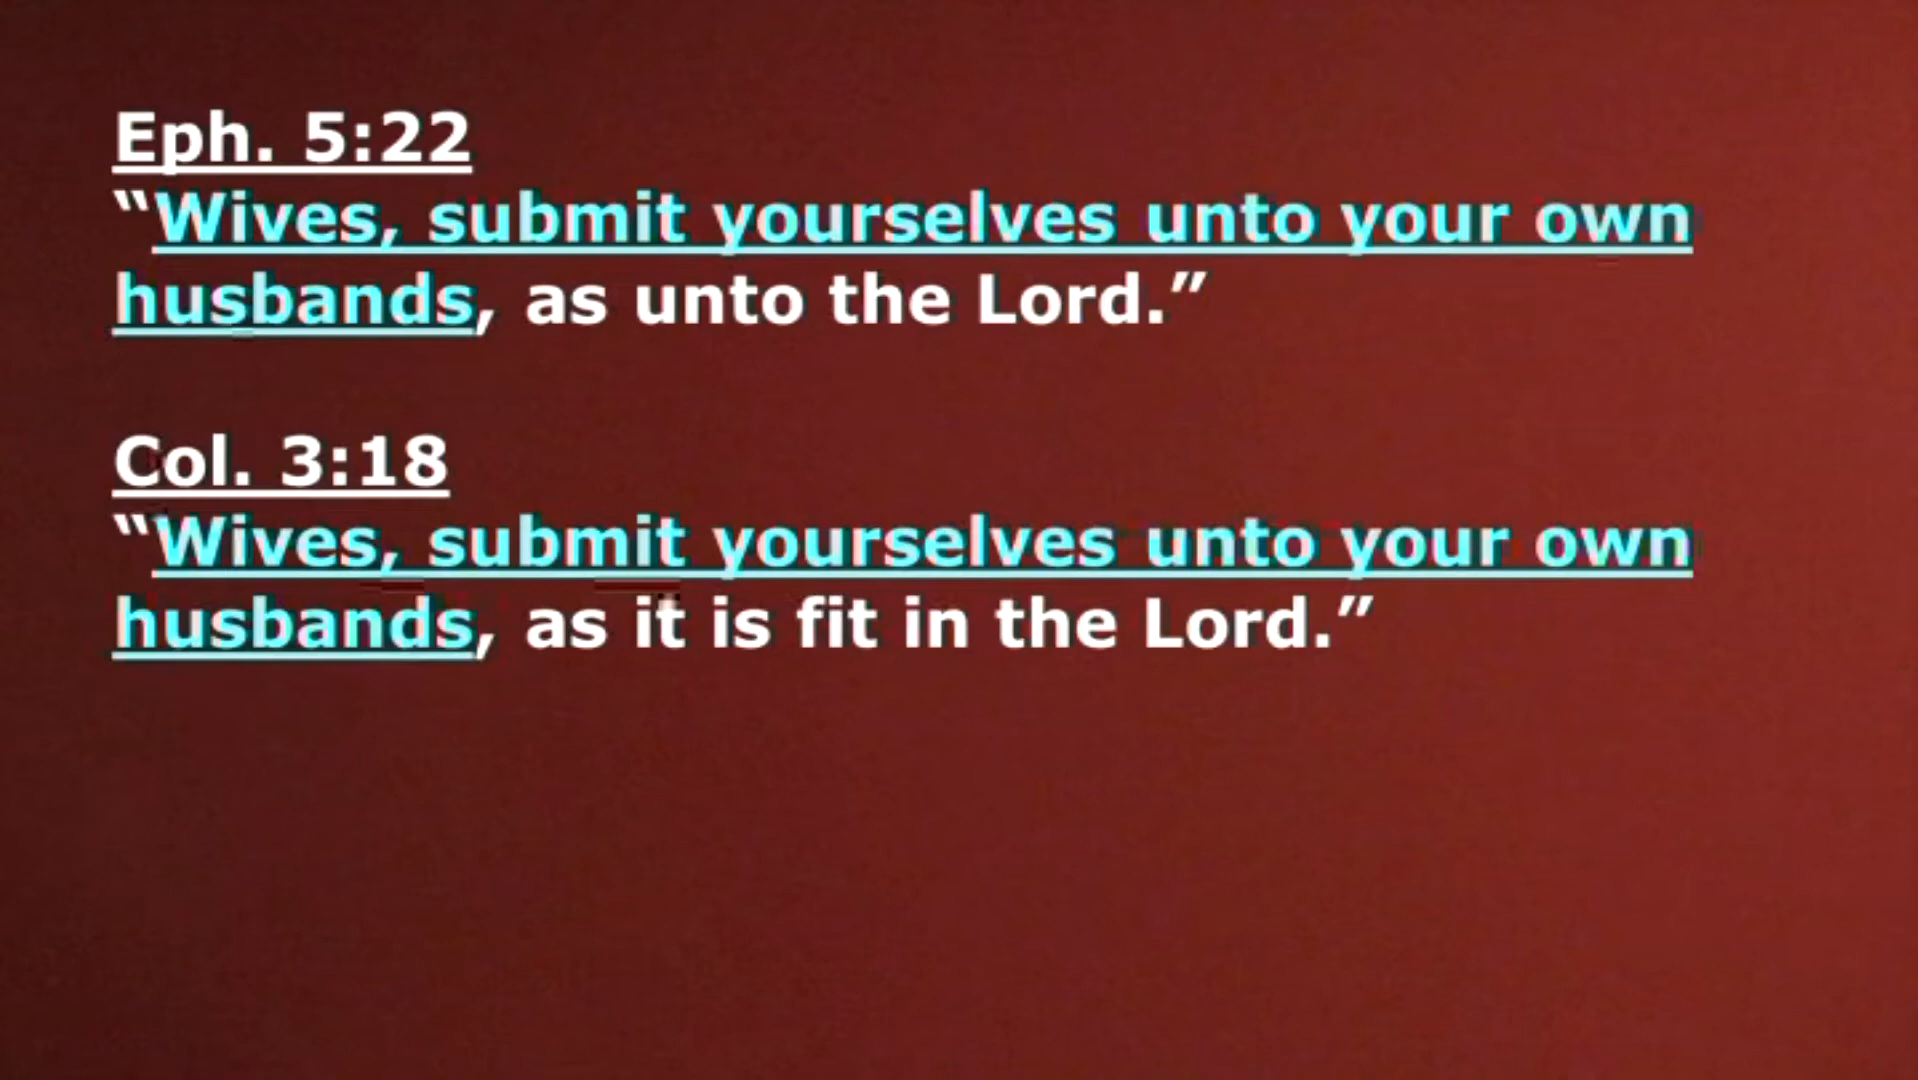 Eph. 5:22
“Wives, submit yourselves unto your own
husbands, as unto the Lord.”
Col. 3:18
“Wives, submit yourselves unto your own
husbands, as it is fit in the Lord.”